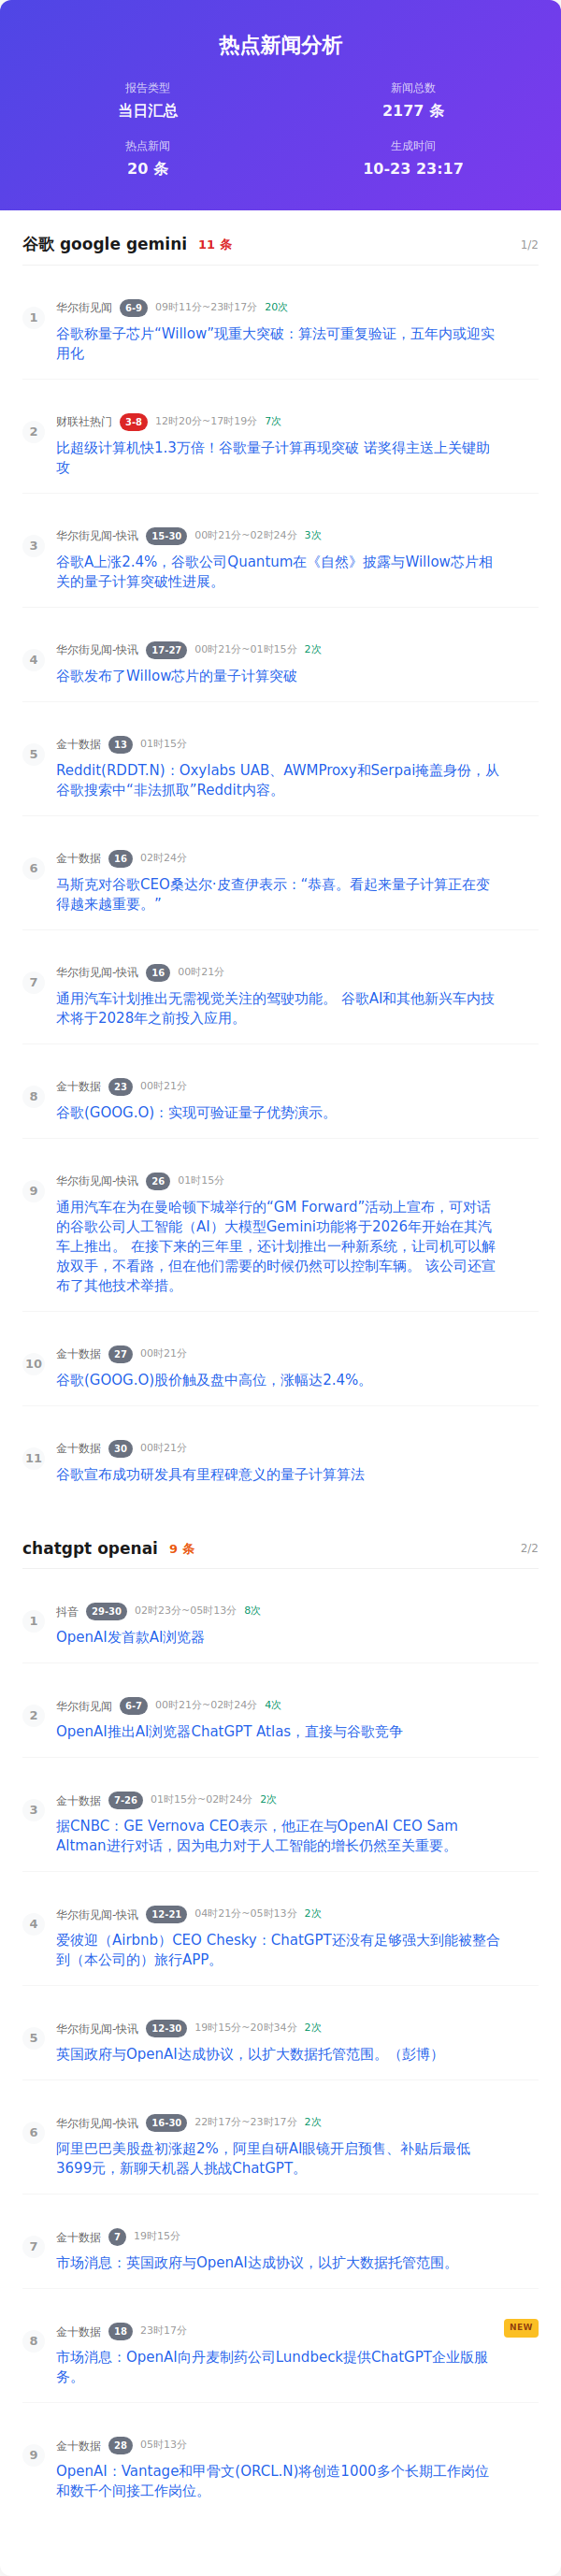 热点新闻分析
报告类型
当日汇总
新闻总数
2177 条
热点新闻
20 条
生成时间
10-23 23:17
谷歌 google gemini 11 条 1/2
1
华尔街见闻 6-9 09时11分~23时17分 20次
谷歌称量子芯片“Willow”现重大突破：算法可重复验证，五年内或迎实
用化
2
财联社热门 3-8 12时20分~17时19分 7次
比超级计算机快1.3万倍！谷歌量子计算再现突破 诺奖得主送上关键助
攻
3
华尔街见闻-快讯 15-30 00时21分~02时24分 3次
谷歌A上涨2.4%，谷歌公司Quantum在《自然》披露与Willow芯片相
关的量子计算突破性进展。
4
华尔街见闻-快讯 17-27 00时21分~01时15分 2次
谷歌发布了Willow芯片的量子计算突破
5
金十数据 13 01时15分
Reddit(RDDT.N)：Oxylabs UAB、AWMProxy和Serpai掩盖身份，从
谷歌搜索中“非法抓取”Reddit内容。
6
金十数据 16 02时24分
马斯克对谷歌CEO桑达尔·皮查伊表示：“恭喜。看起来量子计算正在变
得越来越重要。”
7
华尔街见闻-快讯 16 00时21分
通用汽车计划推出无需视觉关注的驾驶功能。 谷歌AI和其他新兴车内技
术将于2028年之前投入应用。
8
金十数据 23 00时21分
谷歌(GOOG.O)：实现可验证量子优势演示。
9
华尔街见闻-快讯 26 01时15分
通用汽车在为在曼哈顿下城举行的“GM Forward”活动上宣布，可对话
的谷歌公司人工智能（AI）大模型Gemini功能将于2026年开始在其汽
车上推出。 在接下来的三年里，还计划推出一种新系统，让司机可以解
放双手，不看路，但在他们需要的时候仍然可以控制车辆。 该公司还宣
布了其他技术举措。
10
金十数据 27 00时21分
谷歌(GOOG.O)股价触及盘中高位，涨幅达2.4%。
11
金十数据 30 00时21分
谷歌宣布成功研发具有里程碑意义的量子计算算法
chatgpt openai 9 条 2/2
1
抖音 29-30 02时23分~05时13分 8次
OpenAI发首款AI浏览器
2
华尔街见闻 6-7 00时21分~02时24分 4次
OpenAI推出AI浏览器ChatGPT Atlas，直接与谷歌竞争
3
金十数据 7-26 01时15分~02时24分 2次
据CNBC：GE Vernova CEO表示，他正在与OpenAI CEO Sam
Altman进行对话，因为电力对于人工智能的增长仍然至关重要。
4
华尔街见闻-快讯 12-21 04时21分~05时13分 2次
爱彼迎（Airbnb）CEO Chesky：ChatGPT还没有足够强大到能被整合
到（本公司的）旅行APP。
5
华尔街见闻-快讯 12-30 19时15分~20时34分 2次
英国政府与OpenAI达成协议，以扩大数据托管范围。（彭博）
6
华尔街见闻-快讯 16-30 22时17分~23时17分 2次
阿里巴巴美股盘初涨超2%，阿里自研AI眼镜开启预售、补贴后最低
3699元，新聊天机器人挑战ChatGPT。
7
金十数据 7 19时15分
市场消息：英国政府与OpenAI达成协议，以扩大数据托管范围。
8
金十数据 18 23时17分 NEW
市场消息：OpenAI向丹麦制药公司Lundbeck提供ChatGPT企业版服
务。
9
金十数据 28 05时13分
OpenAI：Vantage和甲骨文(ORCL.N)将创造1000多个长期工作岗位
和数千个间接工作岗位。